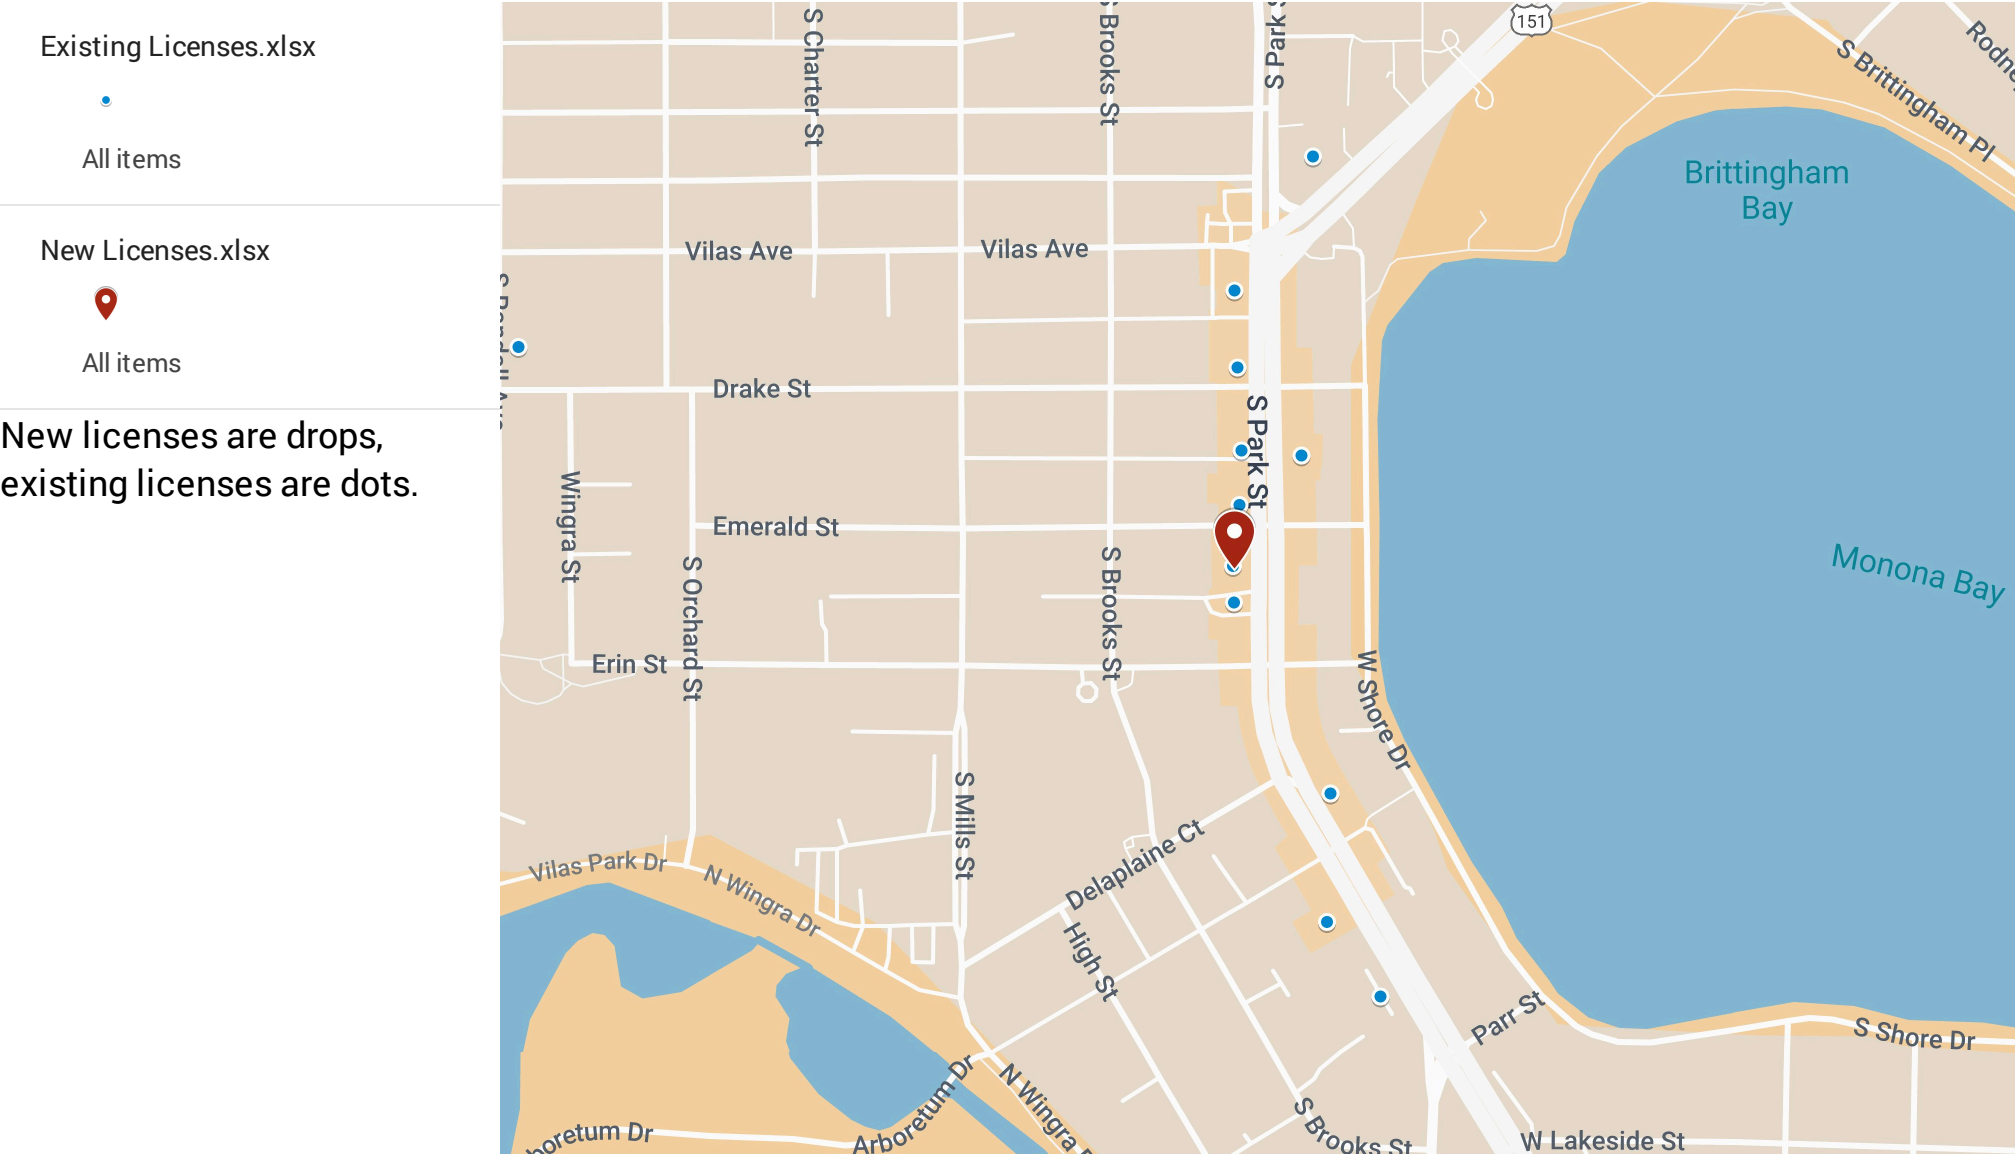 Existing Licenses.xlsx
All items
New Licenses.xlsx
All items
New licenses are drops,
existing licenses are dots.
S Charter St
S Brooks St
S Park S
151
S Brittingham Pl
Rodne
Brittingham
Bay
Vilas Ave
Vilas Ave
Drake St
S Park St
Wingra St
Emerald St
S Orchard St
S Brooks St
Monona Bay
Erin St
W Shore Dr
S Mills St
Vilas Park Dr
N Wingra Dr
Delaplaine Ct
High St
Parr St
S Shore Dr
Arboretum Dr
N Wingra
boretum Dr
S Brooks St
W Lakeside St